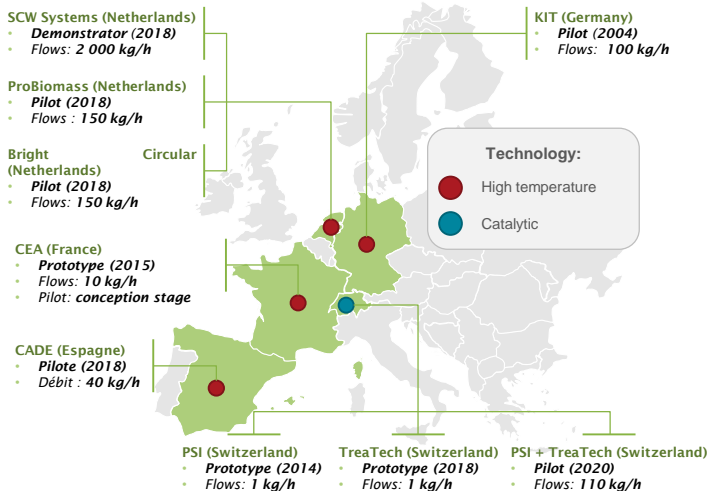 SCW Systems (Netherlands)
• Demonstrator (2018)
• Flows: 2 000 kg/h
ProBiomass (Netherlands)
• Pilot (2018)
• Flows : 150 kg/h
Bright Circular
(Netherlands)
• Pilot (2018)
• Flows: 150 kg/h
CEA (France)
• Prototype (2015)
• Flows: 10 kg/h
• Pilot: conception stage
CADE (Espagne)
• Pilote (2018)
• Débit : 40 kg/h
KIT (Germany)
• Pilot (2004)
• Flows: 100 kg/h
Technology:
High temperature
Catalytic
PSI (Switzerland)
• Prototype (2014)
• Flows: 1 kg/h
TreaTech (Switzerland)
• Prototype (2018)
• Flows: 1 kg/h
PSI + TreaTech (Switzerland)
• Pilot (2020)
• Flows: 110 kg/h